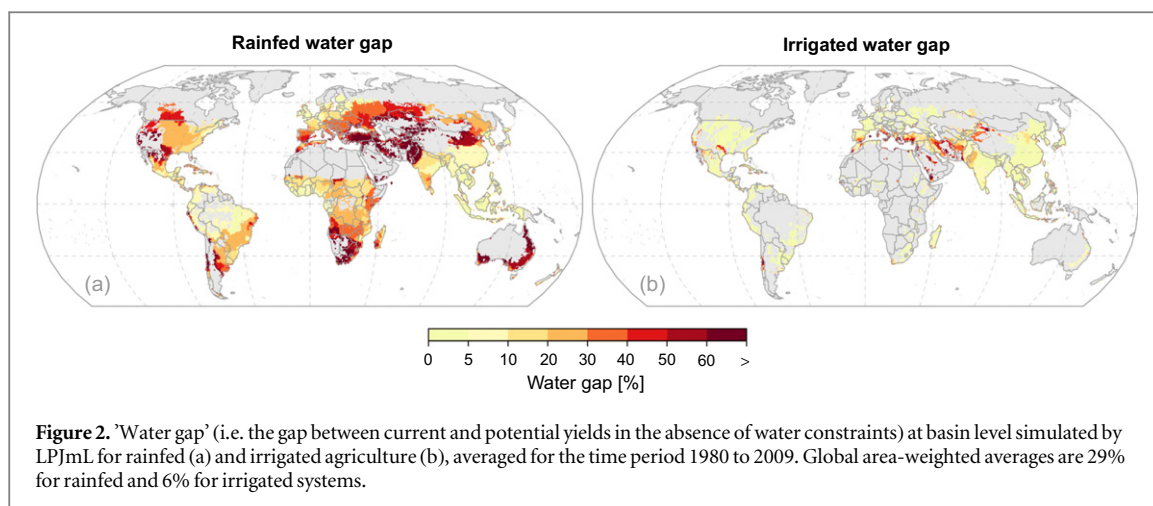 Rainfed water gap
Irrigated water gap
(a)
(b)
0 5 10 20 30 40 50 60 >
Water gap [%]
Figure 2. 'Water gap' (i.e. the gap between current and potential yields in the absence of water constraints) at basin level simulated by
LPJmL for rainfed (a) and irrigated agriculture (b), averaged for the time period 1980 to 2009. Global area-weighted averages are 29%
for rainfed and 6% for irrigated systems.